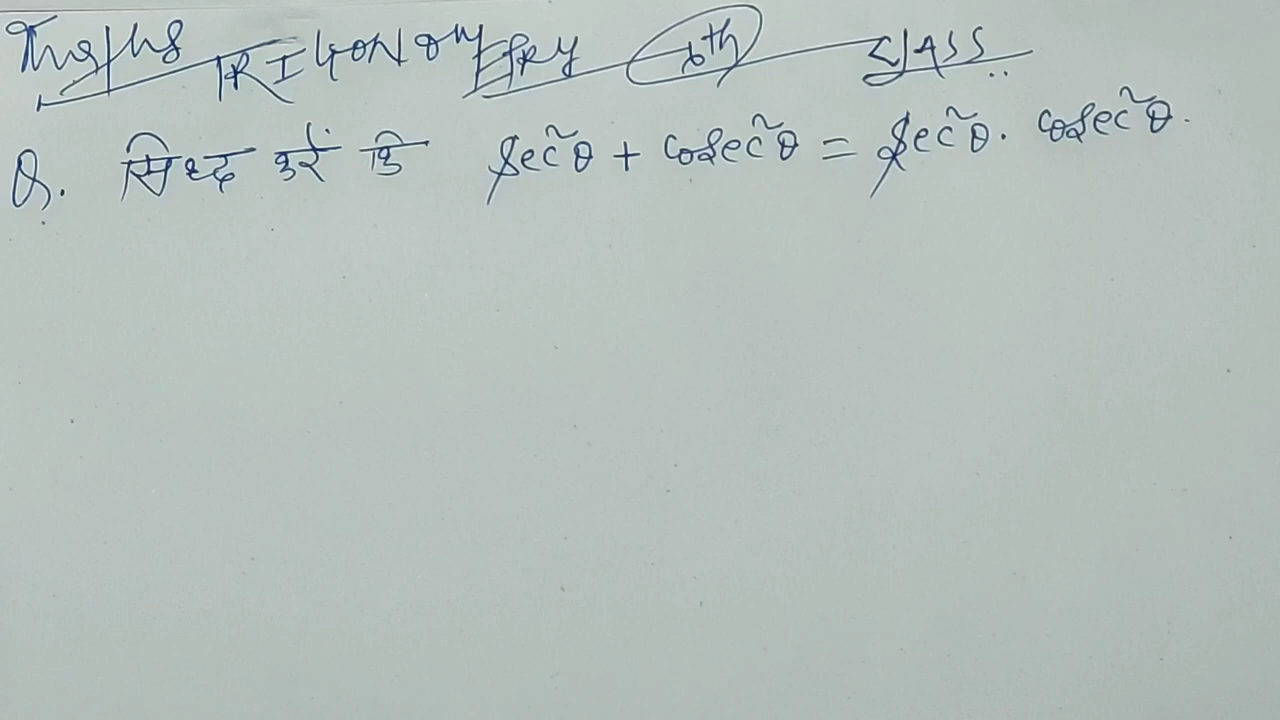 TRIGONOMETRY 10th CLASS
Q. सिध्द करें कि sec²θ + cosec²θ = sec²θ. cosec²θ.